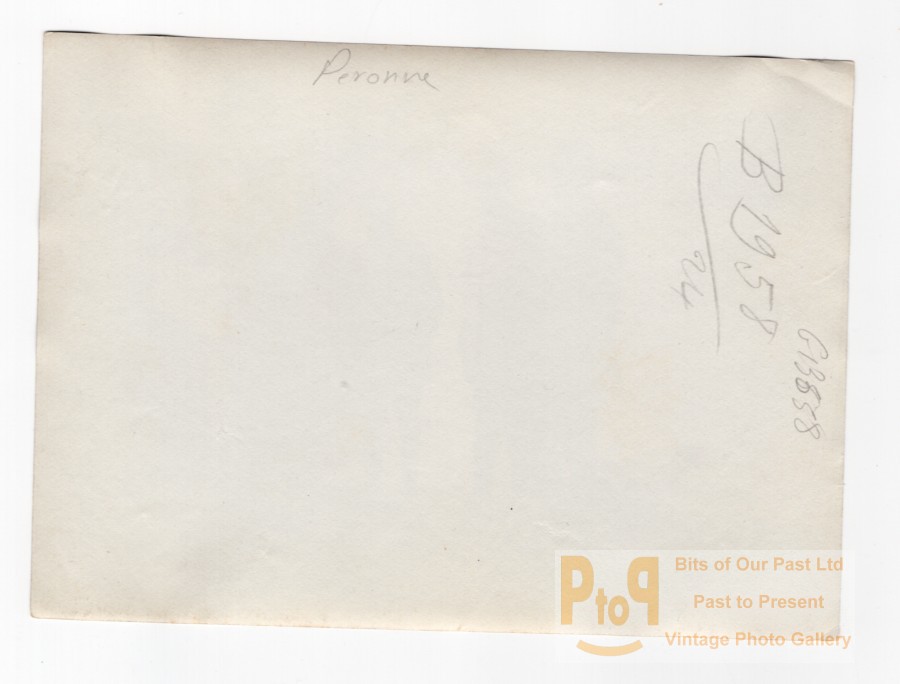 Peronne
B 1958
24
G13858
PtoP
Bits of Our Past Ltd
Past to Present
Vintage Photo Gallery